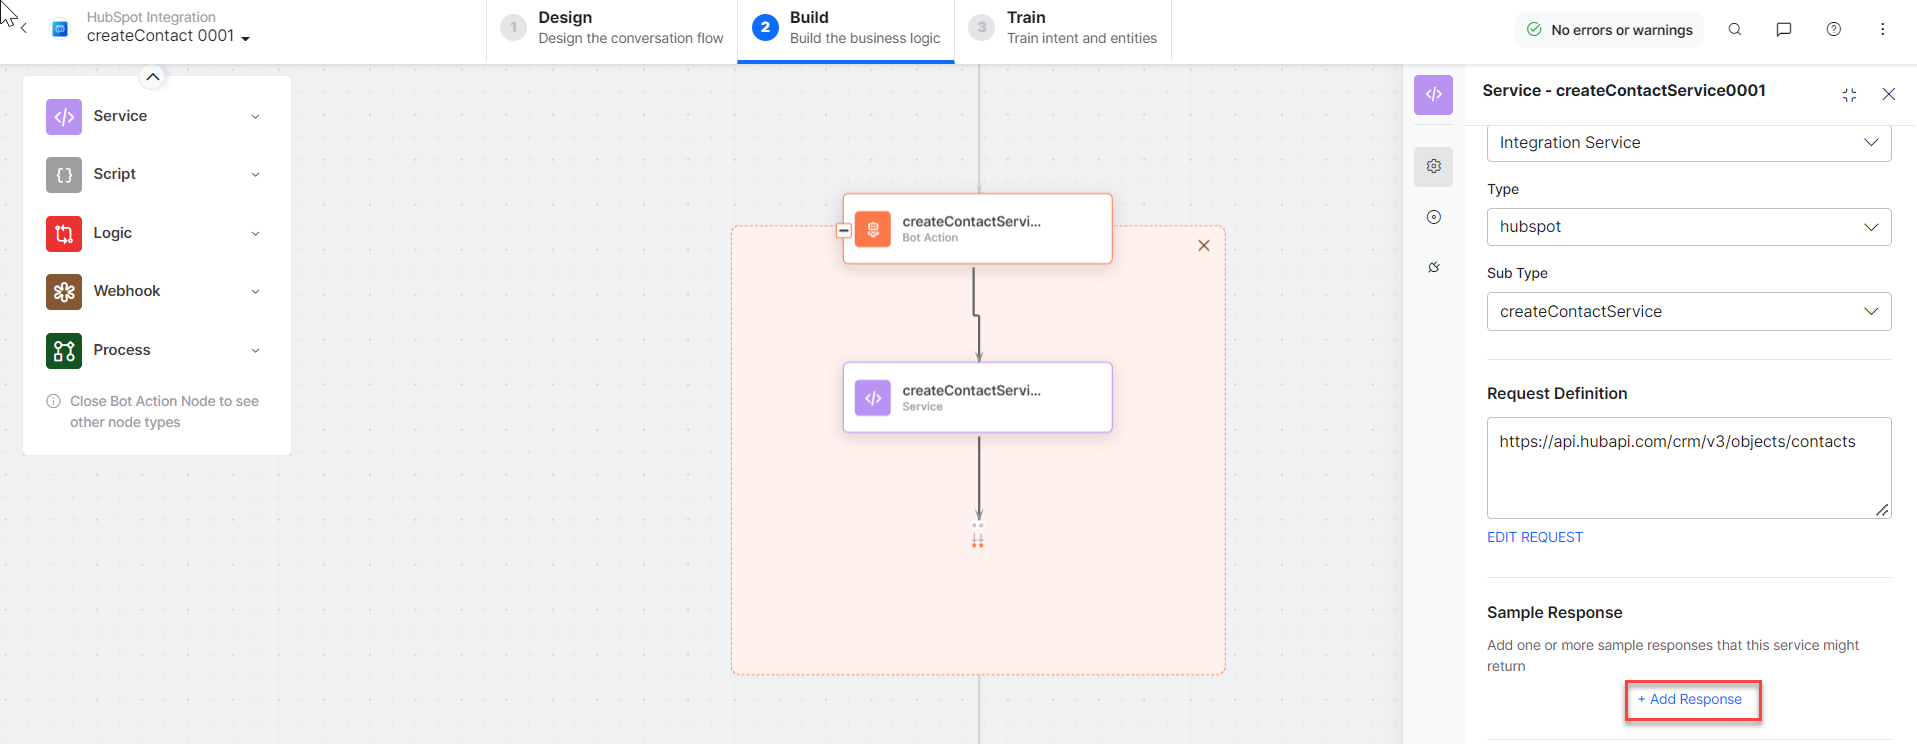 HubSpot Integration
createContact 0001
1
Design
Design the conversation flow
2
Build
Build the business logic
3
Train
Train intent and entities
No errors or warnings
Service
Script
Logic
Webhook
Process
Close Bot Action Node to see
other node types
createContactServi...
Bot Action
createContactServi...
Service
Service - createContactService0001
Integration Service
Type
hubspot
Sub Type
createContactService
Request Definition
https://api.hubapi.com/crm/v3/objects/contacts
EDIT REQUEST
Sample Response
Add one or more sample responses that this service might
return
+ Add Response